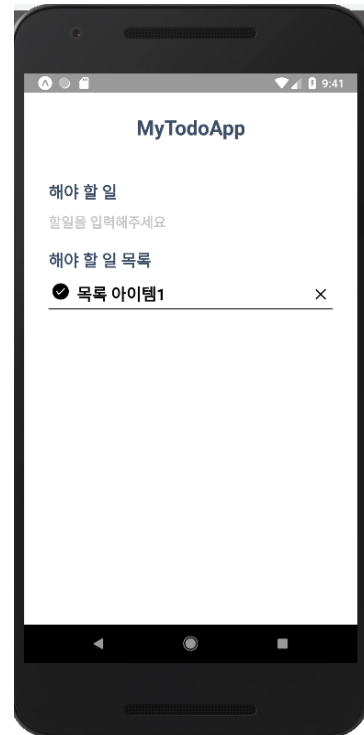 9:41
MyTodoApp
해야 할 일
할일을 입력해주세요
해야 할 일 목록
목록 아이템1